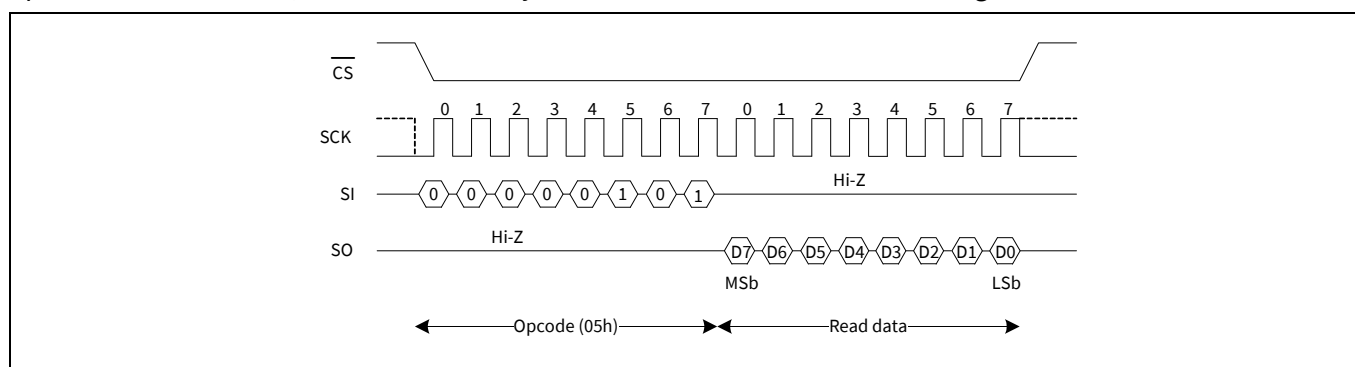 CS
0 1 2 3 4 5 6 7 0 1 2 3 4 5 6 7
SCK
Hi-Z
SI 0 0 0 0 0 1 0 1
Hi-Z
SO D7 D6 D5 D4 D3 D2 D1 D0
MSb LSb
Opcode (05h) Read data